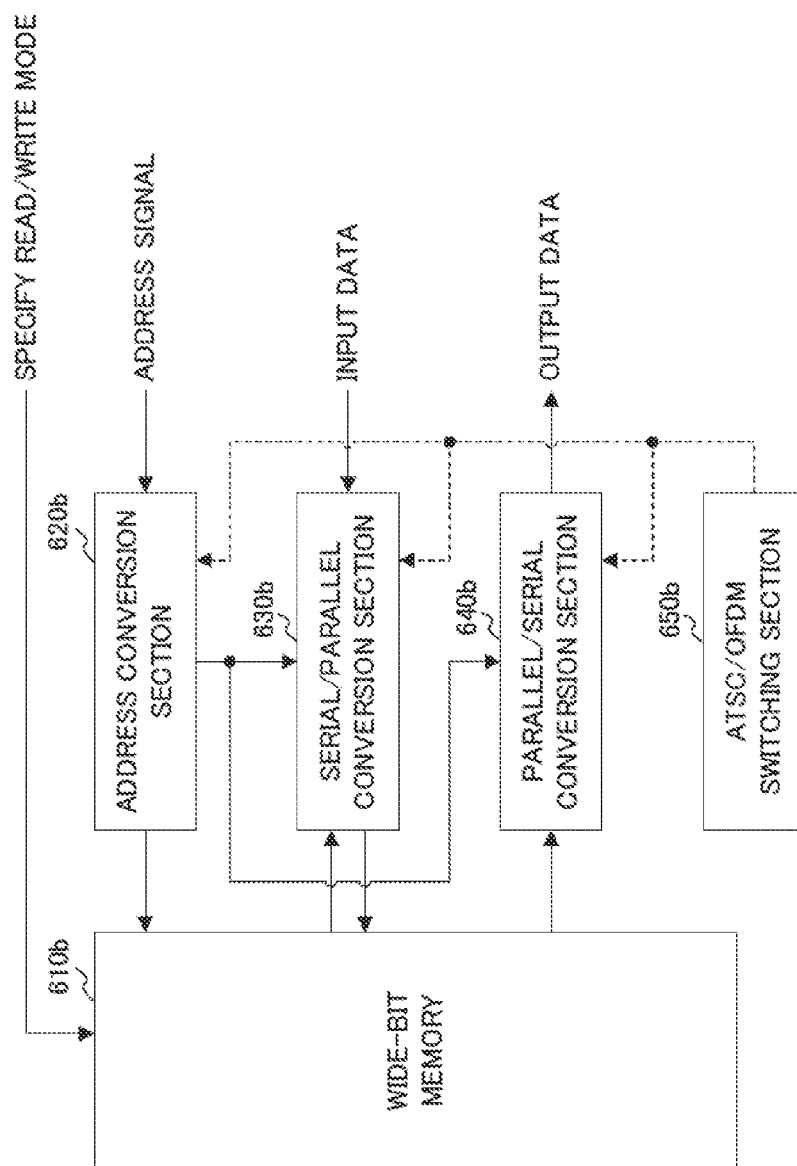 SPECIFY READ/WRITE MODE
610b
WIDE-BIT
MEMORY
620b
ADDRESS CONVERSION
SECTION
ADDRESS SIGNAL
630b
SERIAL/PARALLEL
CONVERSION SECTION
INPUT DATA
640b
PARALLEL/SERIAL
CONVERSION SECTION
OUTPUT DATA
650b
ATSC/OFDM
SWITCHING SECTION